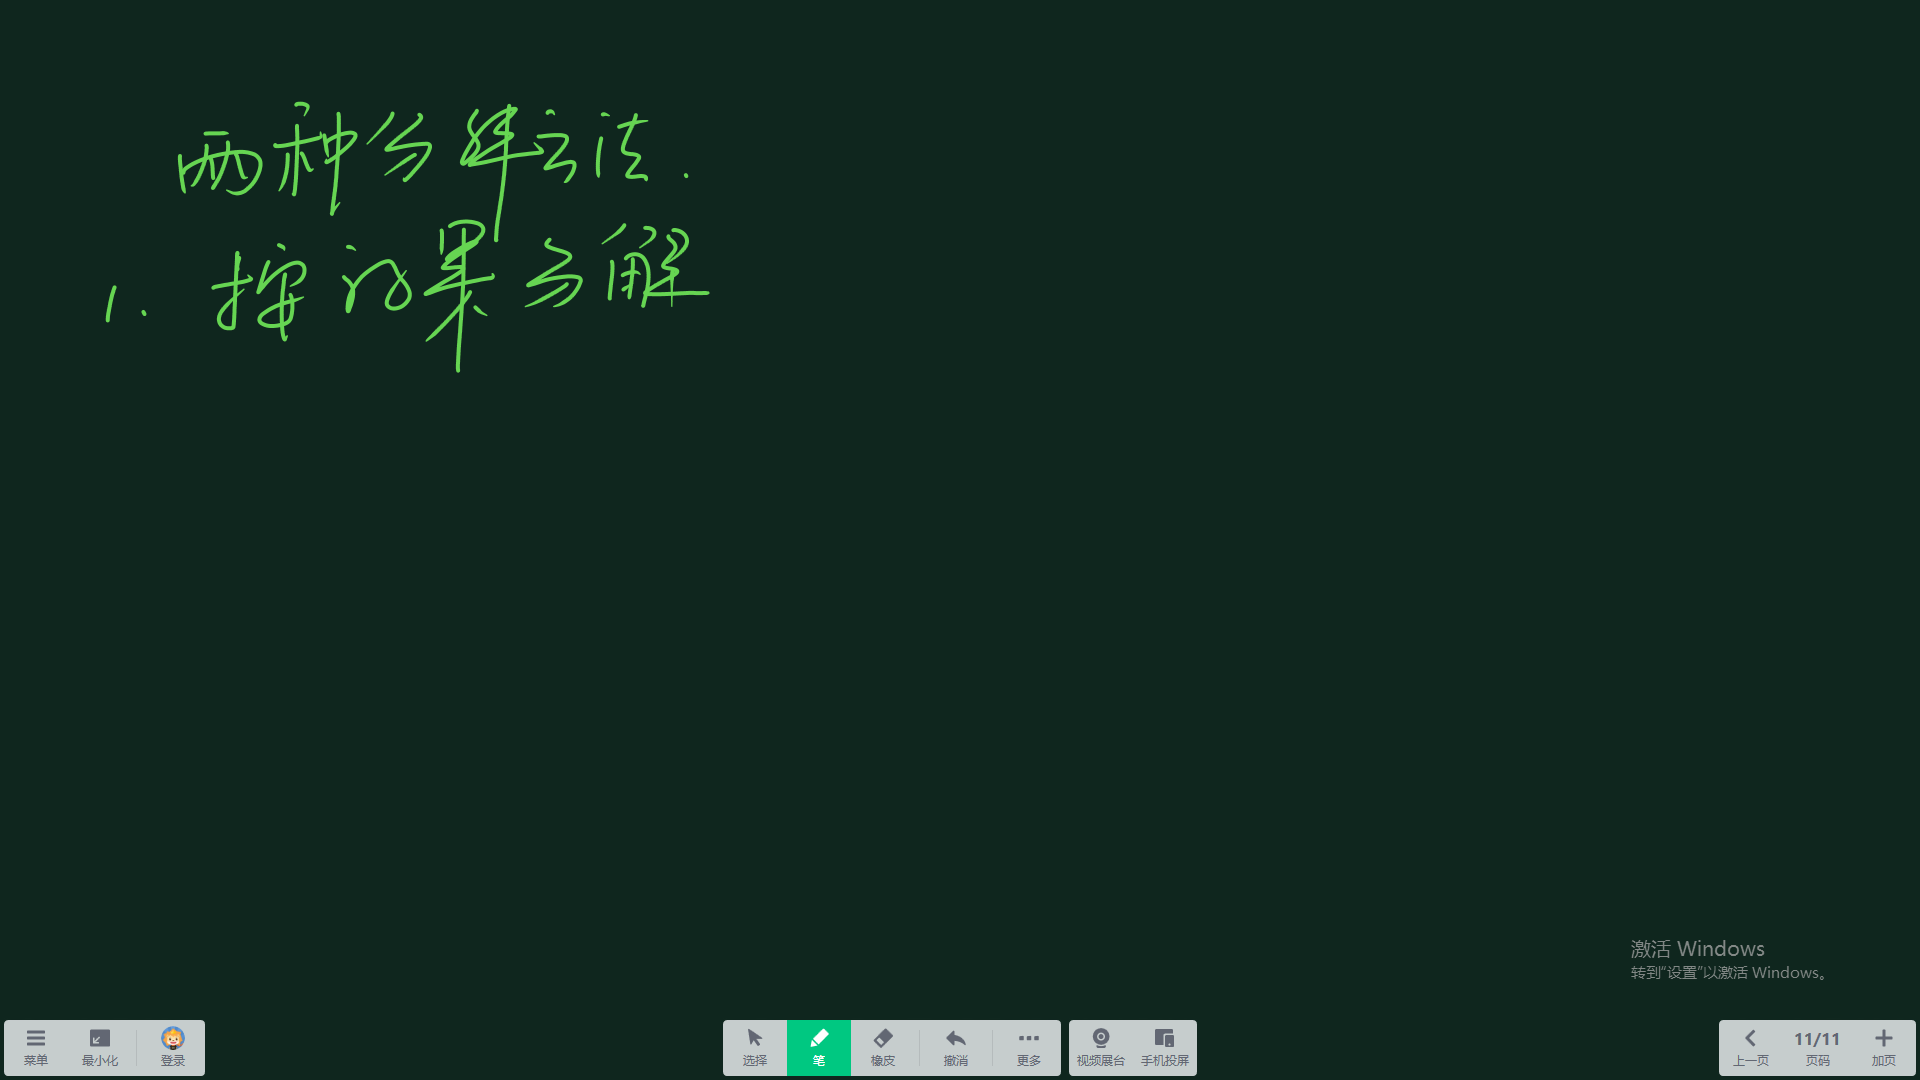 两种分解方法.
1. 按效果分解
激活 Windows
转到“设置”以激活 Windows。
菜单
最小化
登录
选择
笔
橡皮
撤消
更多
视频展台
手机投屏
上一页
11/11
页码
加页